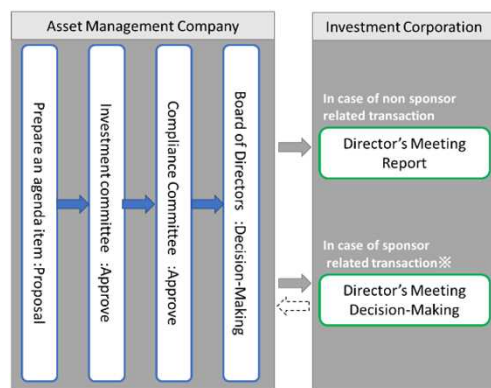 Asset Management Company
Prepare an agenda item :Proposal
Investment committee :Approve
Compliance Committee :Approve
Board of Directors :Decision-Making
Investment Corporation
In case of non sponsor
related transaction
Director's Meeting
Report
In case of sponsor
related transaction※
Director's Meeting
Decision-Making